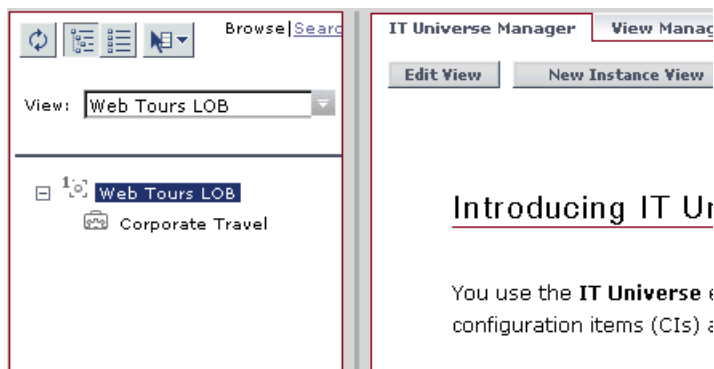 Browse|Searc
View: Web Tours LOB
Web Tours LOB
Corporate Travel
IT Universe Manager View Manag
Edit View New Instance View
Introducing IT Un
You use the IT Universe e
configuration items (CIs) a